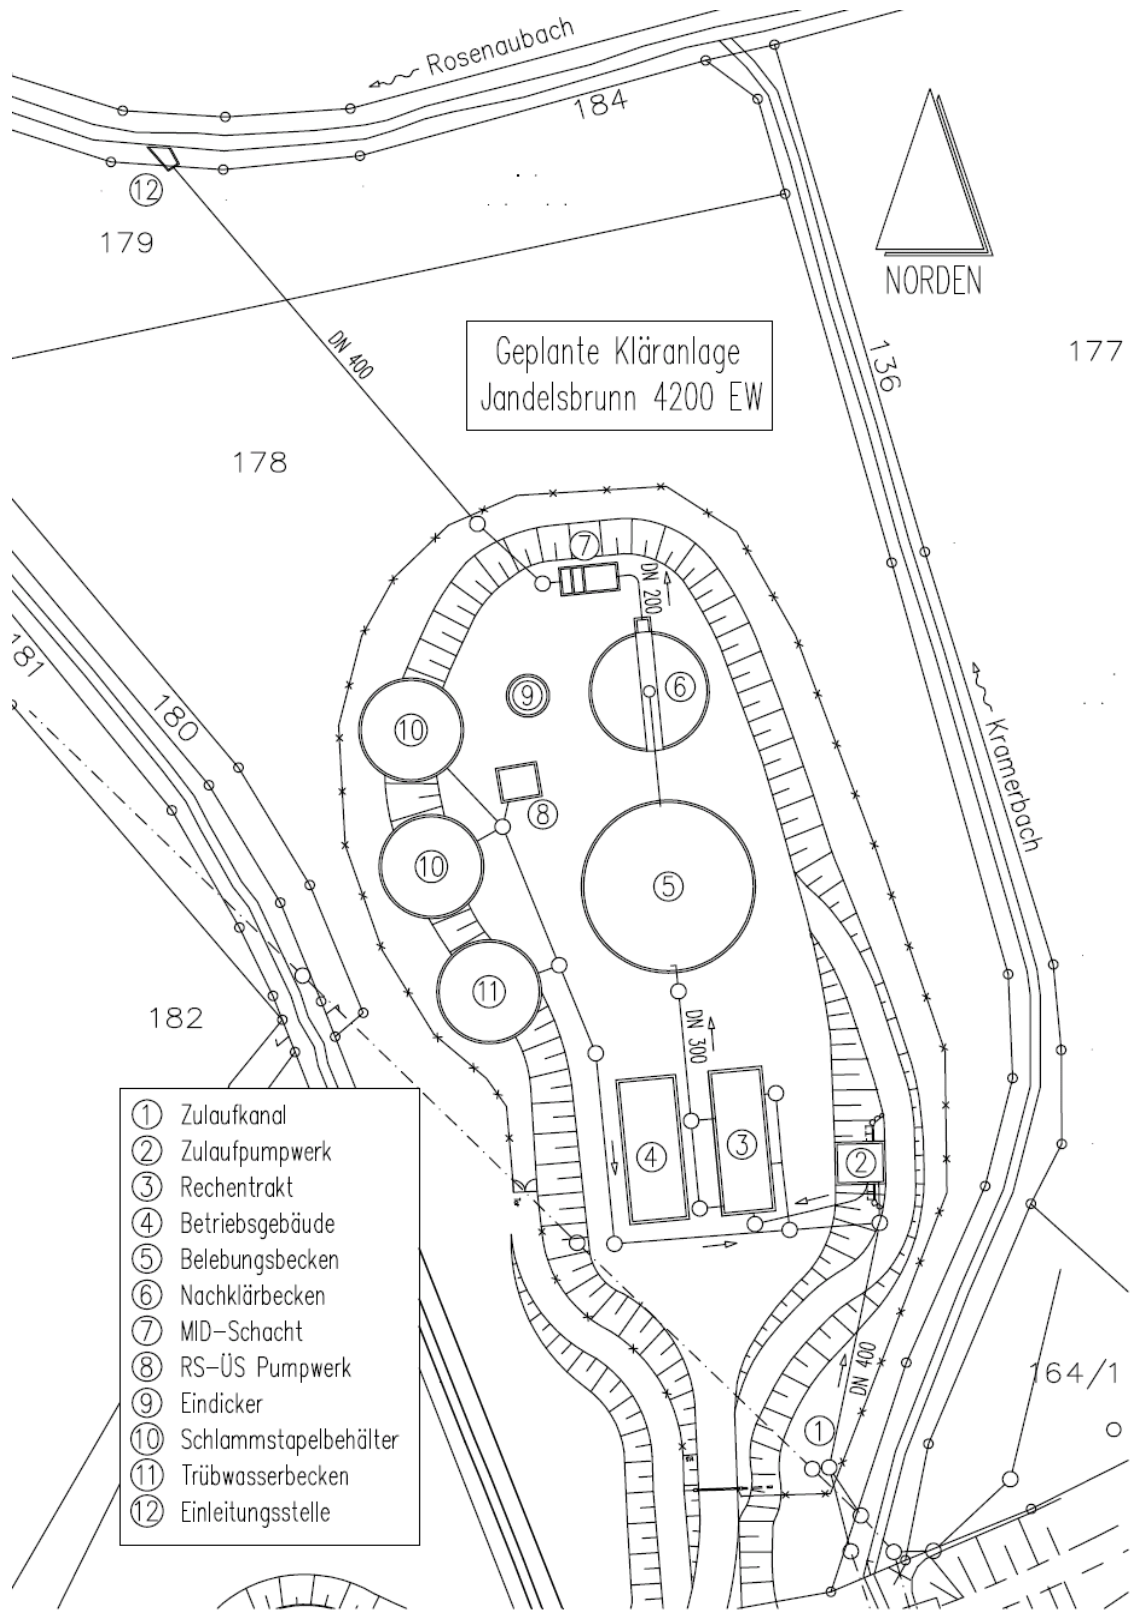 Rosenaubach
184
12
179
NORDEN
DN 400
Geplante Kläranlage
Jandelsbrunn 4200 EW
136
177
178
7
DN 200
181
180
10
9
6
Kramerbach
8
10
5
11
182
DN 300
4
3
2
1 Zulaufkanal
2 Zulaufpumpwerk
3 Rechentrakt
4 Betriebsgebäude
5 Belebungsbecken
6 Nachklärbecken
7 MID-Schacht
8 RS-ÜS Pumpwerk
9 Eindicker
10 Schlammstapelbehälter
11 Trübwasserbecken
12 Einleitungsstelle
DN 400
164/1
1